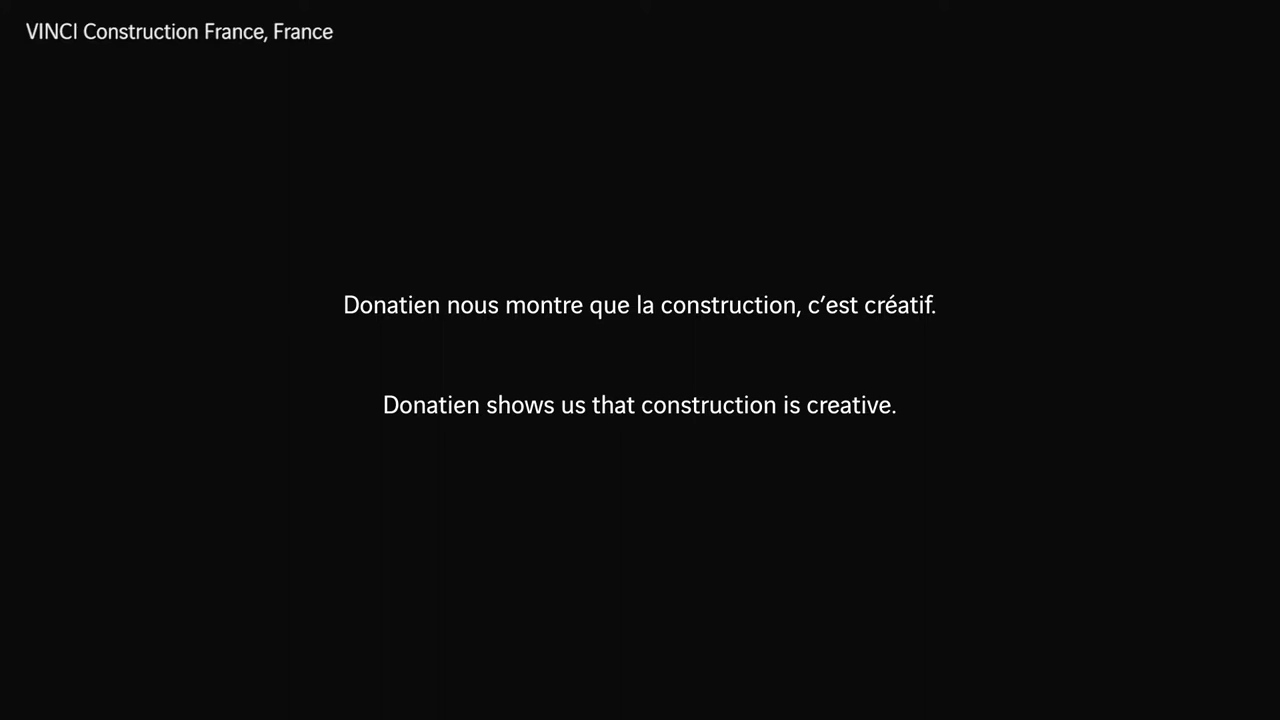 VINCI Construction France, France
Donatien nous montre que la construction, c’est créatif.
Donatien shows us that construction is creative.